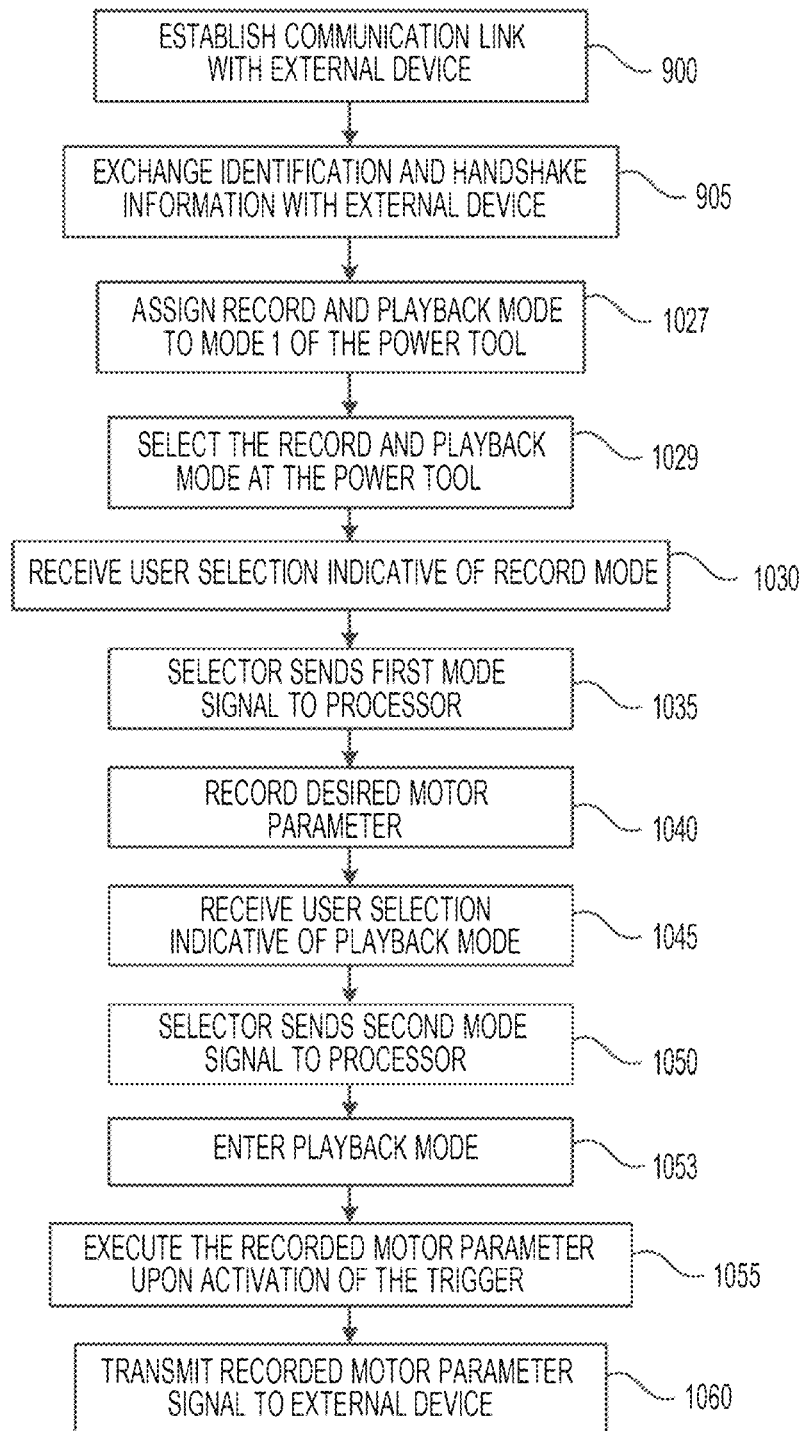 ESTABLISH COMMUNICATION LINK
WITH EXTERNAL DEVICE
900
EXCHANGE IDENTIFICATION AND HANDSHAKE
INFORMATION WITH EXTERNAL DEVICE
905
ASSIGN RECORD AND PLAYBACK MODE
TO MODE 1 OF THE POWER TOOL
1027
SELECT THE RECORD AND PLAYBACK
MODE AT THE POWER TOOL
1029
RECEIVE USER SELECTION INDICATIVE OF RECORD MODE
1030
SELECTOR SENDS FIRST MODE
SIGNAL TO PROCESSOR
1035
RECORD DESIRED MOTOR
PARAMETER
1040
RECEIVE USER SELECTION
INDICATIVE OF PLAYBACK MODE
1045
SELECTOR SENDS SECOND MODE
SIGNAL TO PROCESSOR
1050
ENTER PLAYBACK MODE
1053
EXECUTE THE RECORDED MOTOR PARAMETER
UPON ACTIVATION OF THE TRIGGER
1055
TRANSMIT RECORDED MOTOR PARAMETER
SIGNAL TO EXTERNAL DEVICE
1060